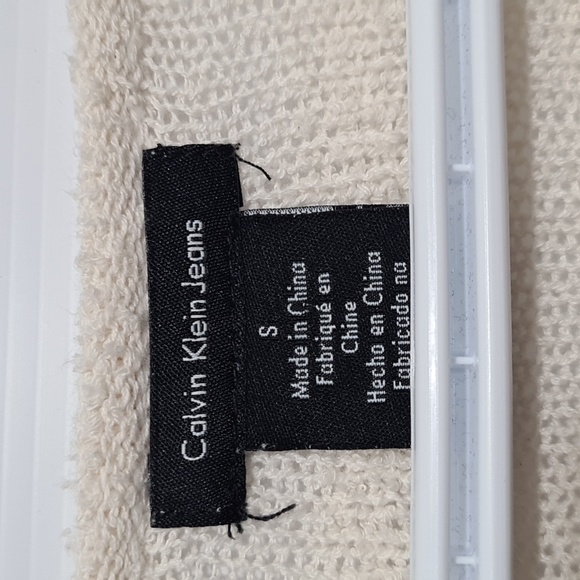 Calvin Klein Jeans
S
Made in China
Fabriqué en
Chine
Hecho en China
Fabricado na